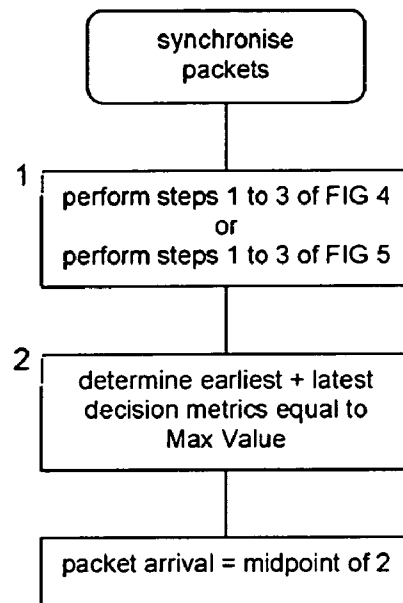 synchronise
packets
1
perform steps 1 to 3 of FIG 4
or
perform steps 1 to 3 of FIG 5
2
determine earliest + latest
decision metrics equal to
Max Value
packet arrival = midpoint of 2